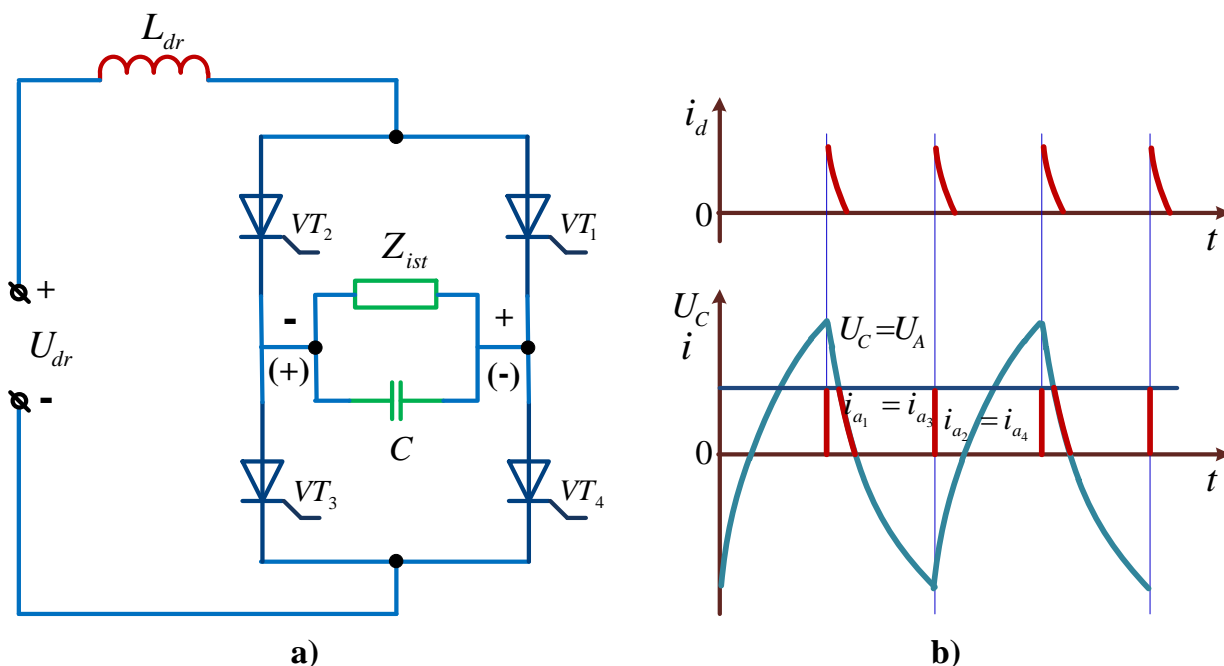 L_dr
VT_2
VT_1
Z_ist
-
+
(+)
(-)
+
U_dr
-
C
VT_3
VT_4
a)
i_d
0
t
U_C
i
U_C = U_A
i_a1 = i_a3
i_a2 = i_a4
0
t
b)